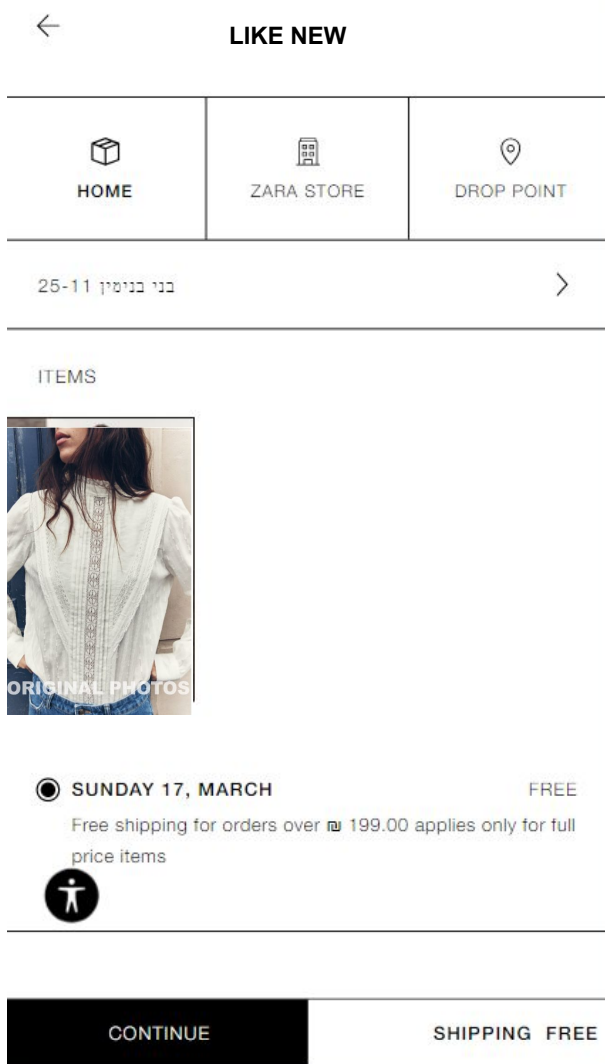 LIKE NEW
HOME
ZARA STORE
DROP POINT
בני בנימין 25-11
ITEMS
ORIGINAL PHOTOS
SUNDAY 17, MARCH FREE
Free shipping for orders over ₪ 199.00 applies only for full
price items
CONTINUE
SHIPPING FREE